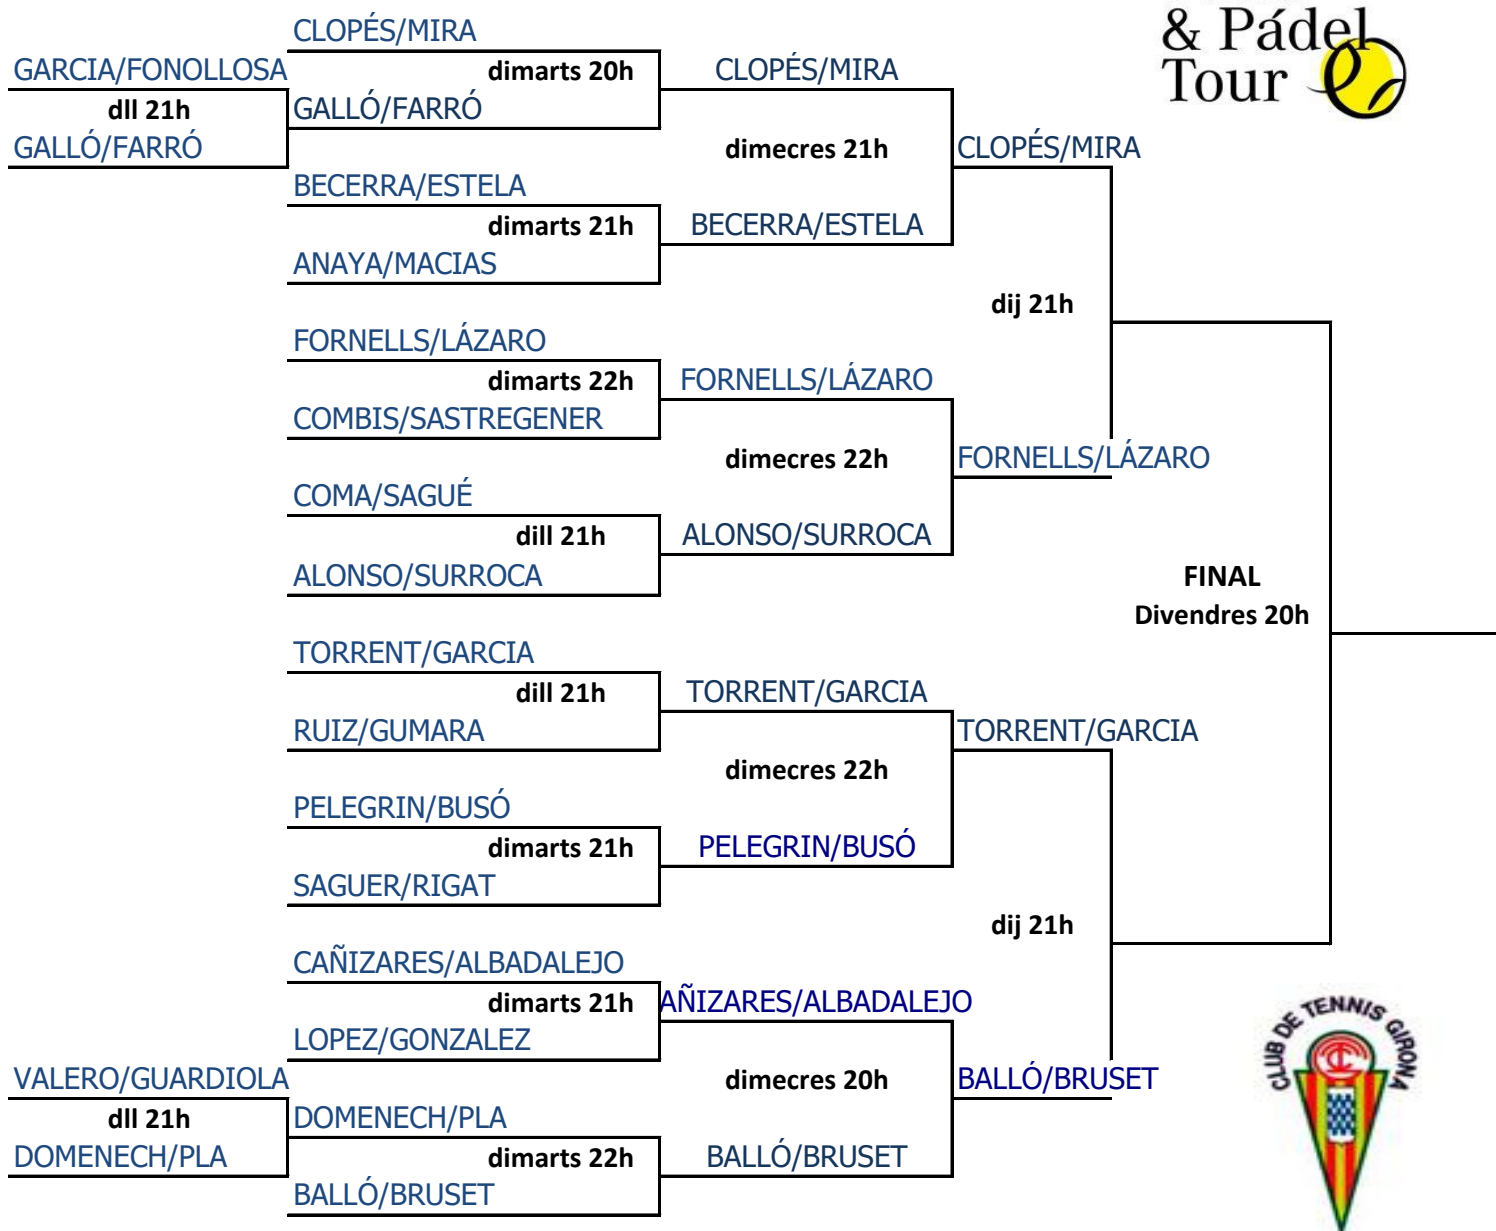 & Pádel
Tour
CLOPÉS/MIRA
GARCIA/FONOLLOSA
dimarts 20h
CLOPÉS/MIRA
dll 21h
GALLÓ/FARRÓ
GALLÓ/FARRÓ
dimecres 21h
CLOPÉS/MIRA
BECERRA/ESTELA
dimarts 21h
BECERRA/ESTELA
ANAYA/MACIAS
dij 21h
FORNELLS/LÁZARO
dimarts 22h
FORNELLS/LÁZARO
COMBIS/SASTREGENER
dimecres 22h
FORNELLS/LÁZARO
COMA/SAGUÉ
dill 21h
ALONSO/SURROCA
ALONSO/SURROCA
FINAL
Divendres 20h
TORRENT/GARCIA
dill 21h
TORRENT/GARCIA
RUIZ/GUMARA
TORRENT/GARCIA
dimecres 22h
PELEGRIN/BUSÓ
dimarts 21h
PELEGRIN/BUSÓ
SAGUER/RIGAT
dij 21h
CAÑIZARES/ALBADALEJO
dimarts 21h
AÑIZARES/ALBADALEJO
LOPEZ/GONZALEZ
VALERO/GUARDIOLA
dimecres 20h
BALLÓ/BRUSET
dll 21h
DOMENECH/PLA
DOMENECH/PLA
dimarts 22h
BALLÓ/BRUSET
BALLÓ/BRUSET
CLUB DE TENNIS GIRONA